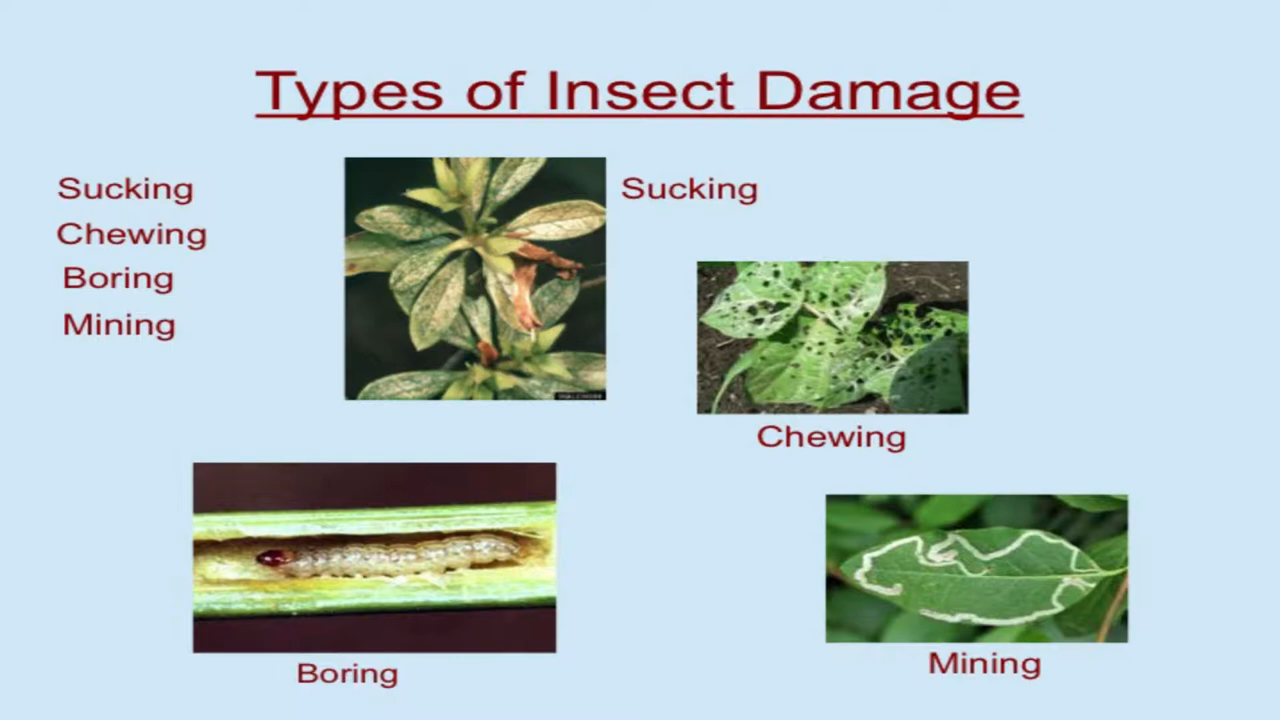 Types of Insect Damage
Sucking
Chewing
Boring
Mining
Sucking
Chewing
Boring
Mining